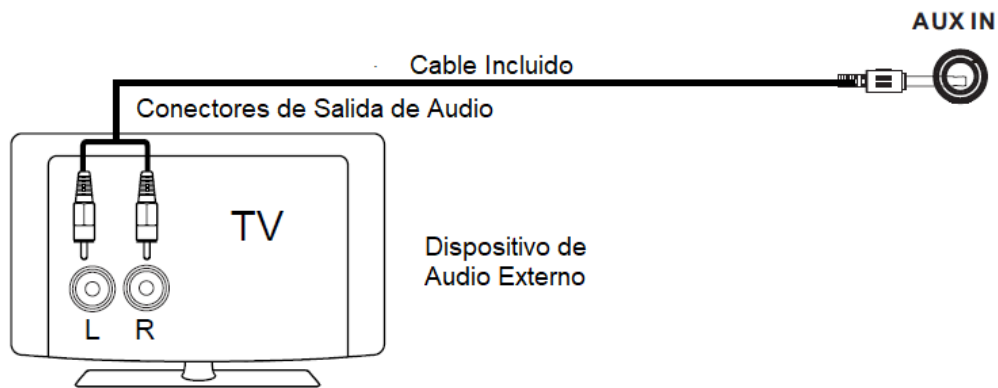 AUX IN
Cable Incluido
Conectores de Salida de Audio
TV
Dispositivo de
Audio Externo
L R